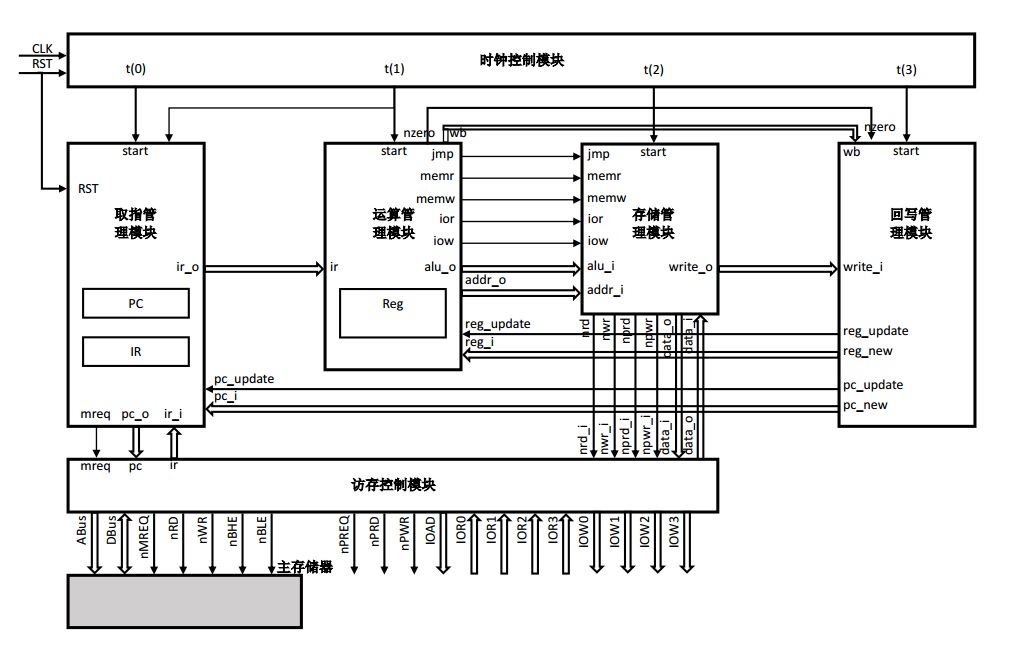 CLK
RST
时钟控制模块
t(0)
t(1)
t(2)
t(3)
nzero
wb
nzero
start
start
start
wb
start
jmp
jmp
RST
memr
memr
memw
memw
取指管
理模块
运算管
理模块
存储管
理模块
回写管
理模块
ior
ior
iow
iow
ir_o
ir
alu_o
alu_i
write_o
write_i
addr_o
addr_i
PC
Reg
IR
reg_update
reg_i
nrd
nwr
nprd
npwr
data_o
data_i
reg_update
reg_new
pc_update
pc_i
pc_update
pc_new
mreq
pc_o
ir_i
nrd_i
nwr_i
nprd_i
npwr_i
data_i
data_o
mreq
pc
ir
访存控制模块
ABus
DBus
nMREQ
nRD
nWR
nBHE
nBLE
nPREQ
nPRD
nPWR
IOAD
IOR0
IOR1
IOR2
IOR3
IOW0
IOW1
IOW2
IOW3
主存储器